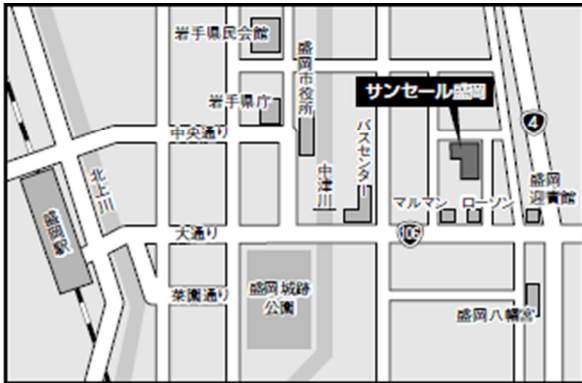 岩手県民会館
盛岡市役所
岩手県庁
サンセール盛岡
4
中央通り
バスセンター
北上川
中津川
マルマン
ローソン
盛岡
迎賓館
盛岡駅
大通り
106
菜園通り
盛岡城跡
公園
盛岡八幡宮